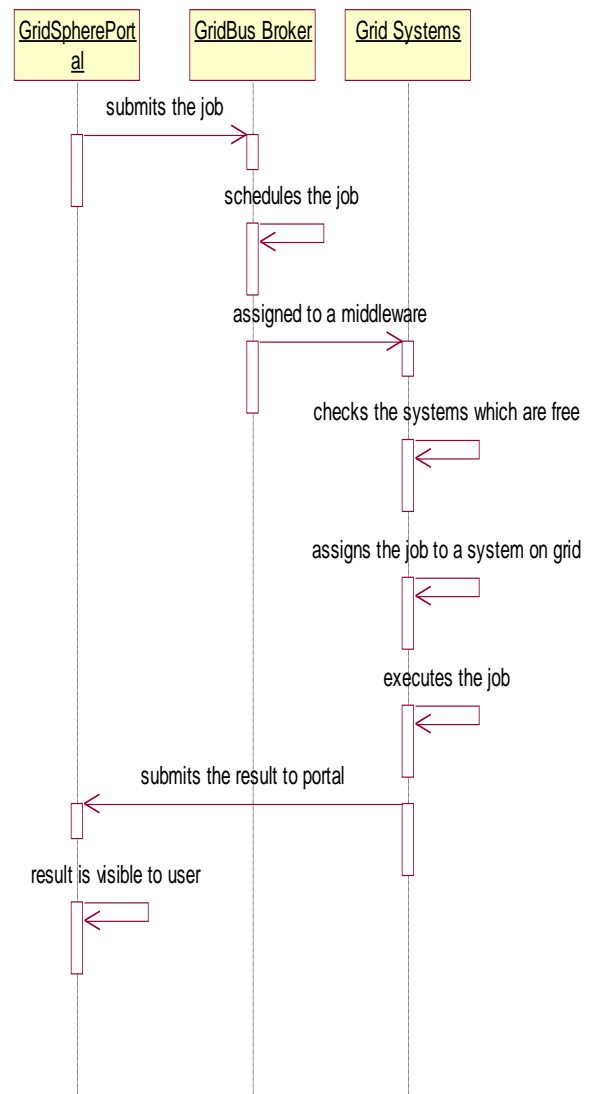 GridSpherePort
al
GridBus Broker
Grid Systems
submits the job
schedules the job
assigned to a middleware
checks the systems which are free
assigns the job to a system on grid
executes the job
submits the result to portal
result is visible to user